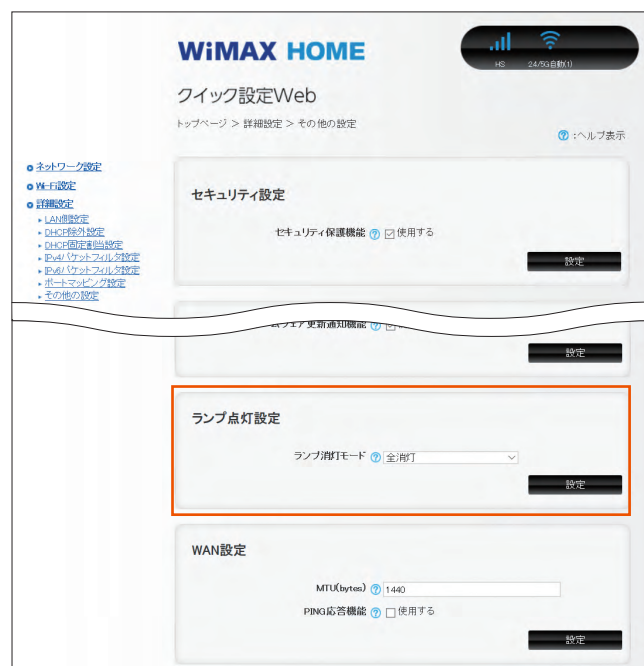 WiMAX HOME
HS 2.4/5G自動(1)
クイック設定Web
トップページ > 詳細設定 > その他の設定
? :ヘルプ表示
ネットワーク設定
Wi-Fi設定
詳細設定
LAN側設定
DHCP除外設定
DHCP固定割当設定
IPv4パケットフィルタ設定
IPv6パケットフィルタ設定
ポートマッピング設定
その他の設定
セキュリティ設定
セキュリティ保護機能 ? 使用する
設定
ウェア更新通知機能 ?
設定
ランプ点灯設定
ランプ消灯モード ? 全消灯
設定
WAN設定
MTU(bytes) ? 1440
PING応答機能 ? 使用する
設定